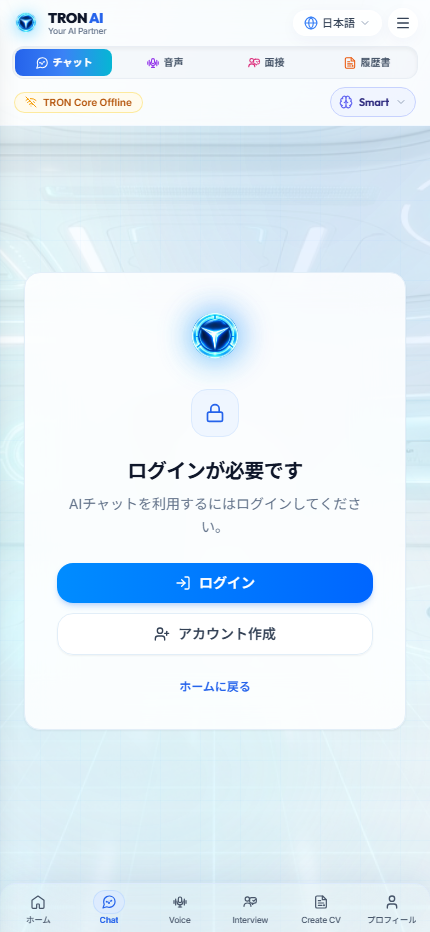 TRON AI
Your AI Partner
日本語
チャット
音声
面接
履歴書
TRON Core Offline
Smart
ログインが必要です
AIチャットを利用するにはログインしてくださ
い。
ログイン
アカウント作成
ホームに戻る
ホーム
Chat
Voice
Interview
Create CV
プロフィール